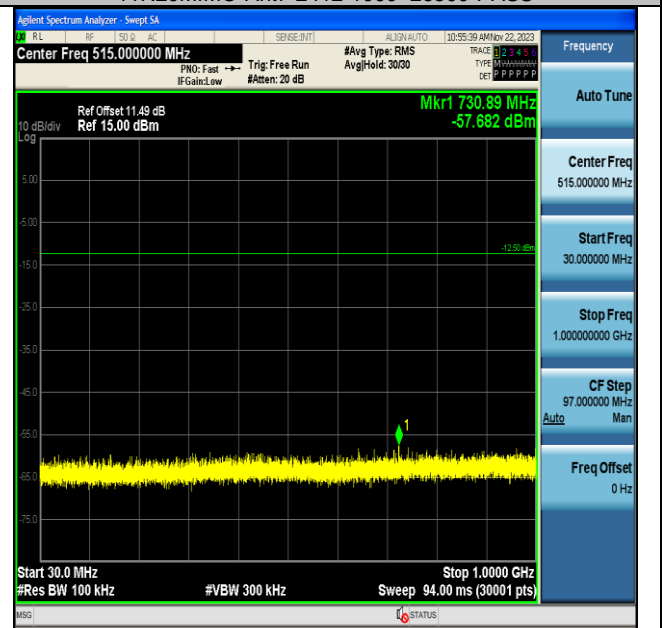 Agilent Spectrum Analyzer - Swept SA
LXI RL RF 50 Ω AC SENSE:INT ALIGN AUTO 10:55:39 AM Nov 22, 2023
Center Freq 515.000000 MHz
PNO: Fast
IFGain:Low
Trig: Free Run
#Atten: 20 dB
#Avg Type: RMS
Avg|Hold: 30/30
TRACE 1 2 3 4 5 6
TYPE M
DET P P P P P P
Ref Offset 11.49 dB
10 dB/div Ref 15.00 dBm
Log
Mkr1 730.89 MHz
-57.682 dBm
5.00
-5.00
-12.50 dBm
-15.0
-25.0
-35.0
-45.0
-55.0
1
-65.0
-75.0
Start 30.0 MHz Stop 1.0000 GHz
#Res BW 100 kHz #VBW 300 kHz Sweep 94.00 ms (30001 pts)
MSG STATUS
Frequency
Auto Tune
Center Freq
515.000000 MHz
Start Freq
30.000000 MHz
Stop Freq
1.000000000 GHz
CF Step
97.000000 MHz
Auto Man
Freq Offset
0 Hz